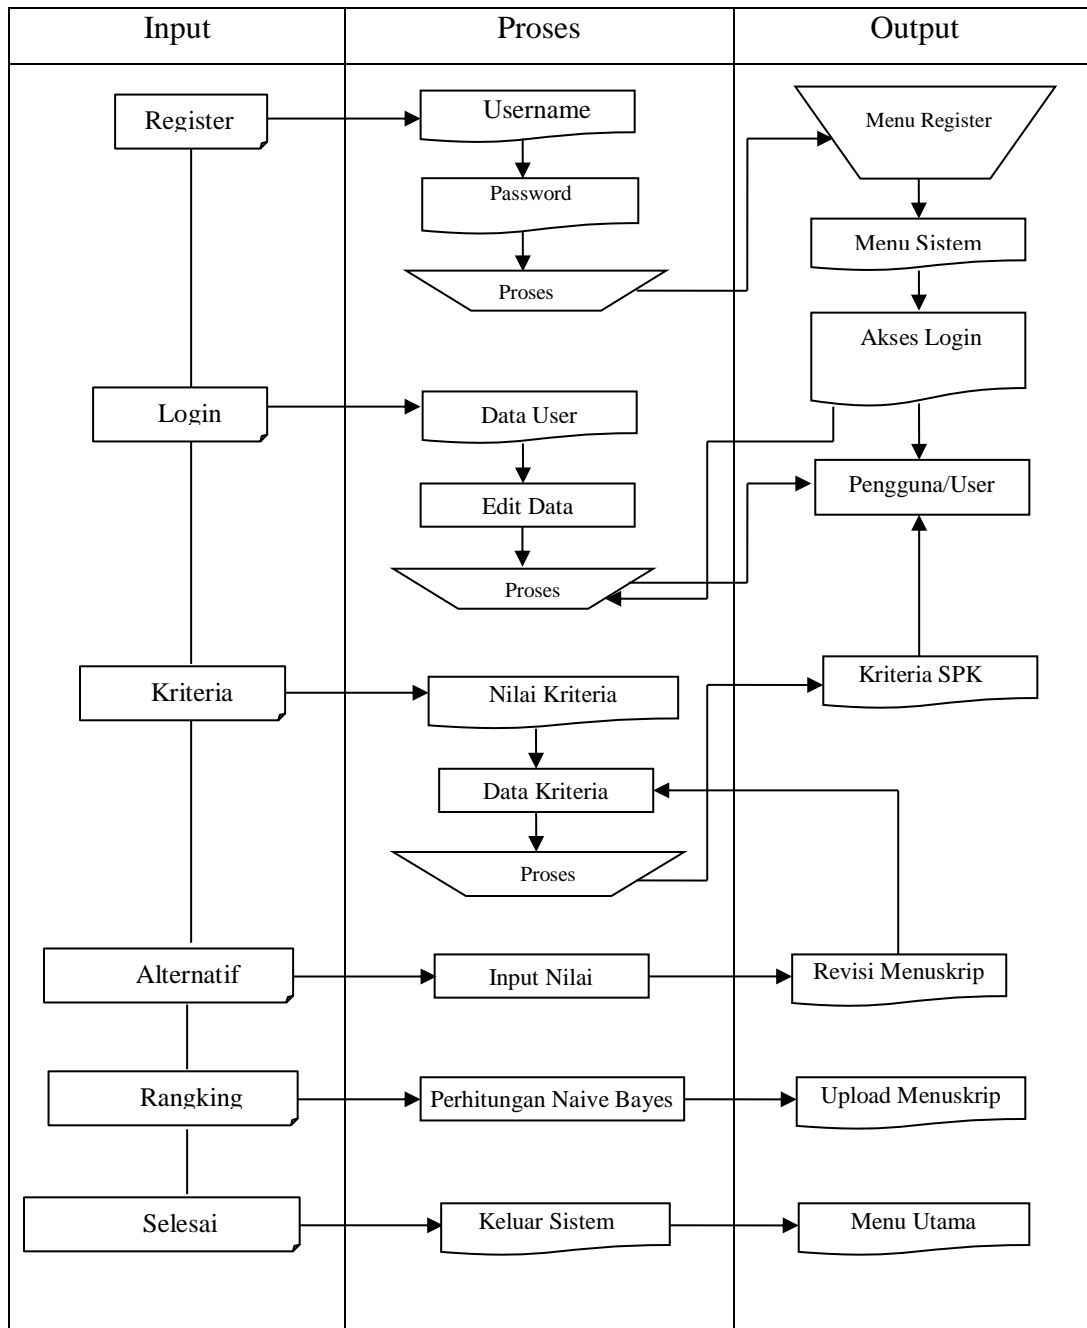 Input
Proses
Output
Register
Username
Menu Register
Password
Menu Sistem
Proses
Akses Login
Login
Data User
Pengguna/User
Edit Data
Proses
Kriteria
Nilai Kriteria
Kriteria SPK
Data Kriteria
Proses
Alternatif
Input Nilai
Revisi Menuskrip
Rangking
Perhitungan Naive Bayes
Upload Menuskrip
Selesai
Keluar Sistem
Menu Utama